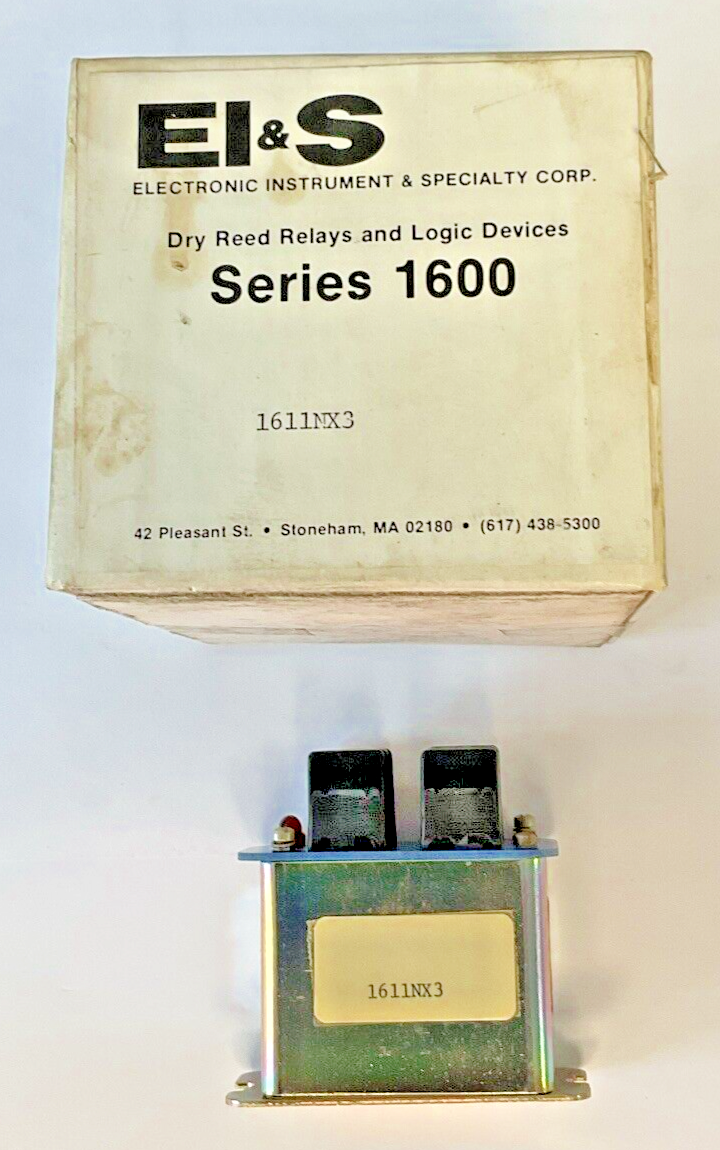 EI&S
ELECTRONIC INSTRUMENT & SPECIALTY CORP.
Dry Reed Relays and Logic Devices
Series 1600
1611NX3
42 Pleasant St. • Stoneham, MA 02180 • (617) 438-5300
1611NX3